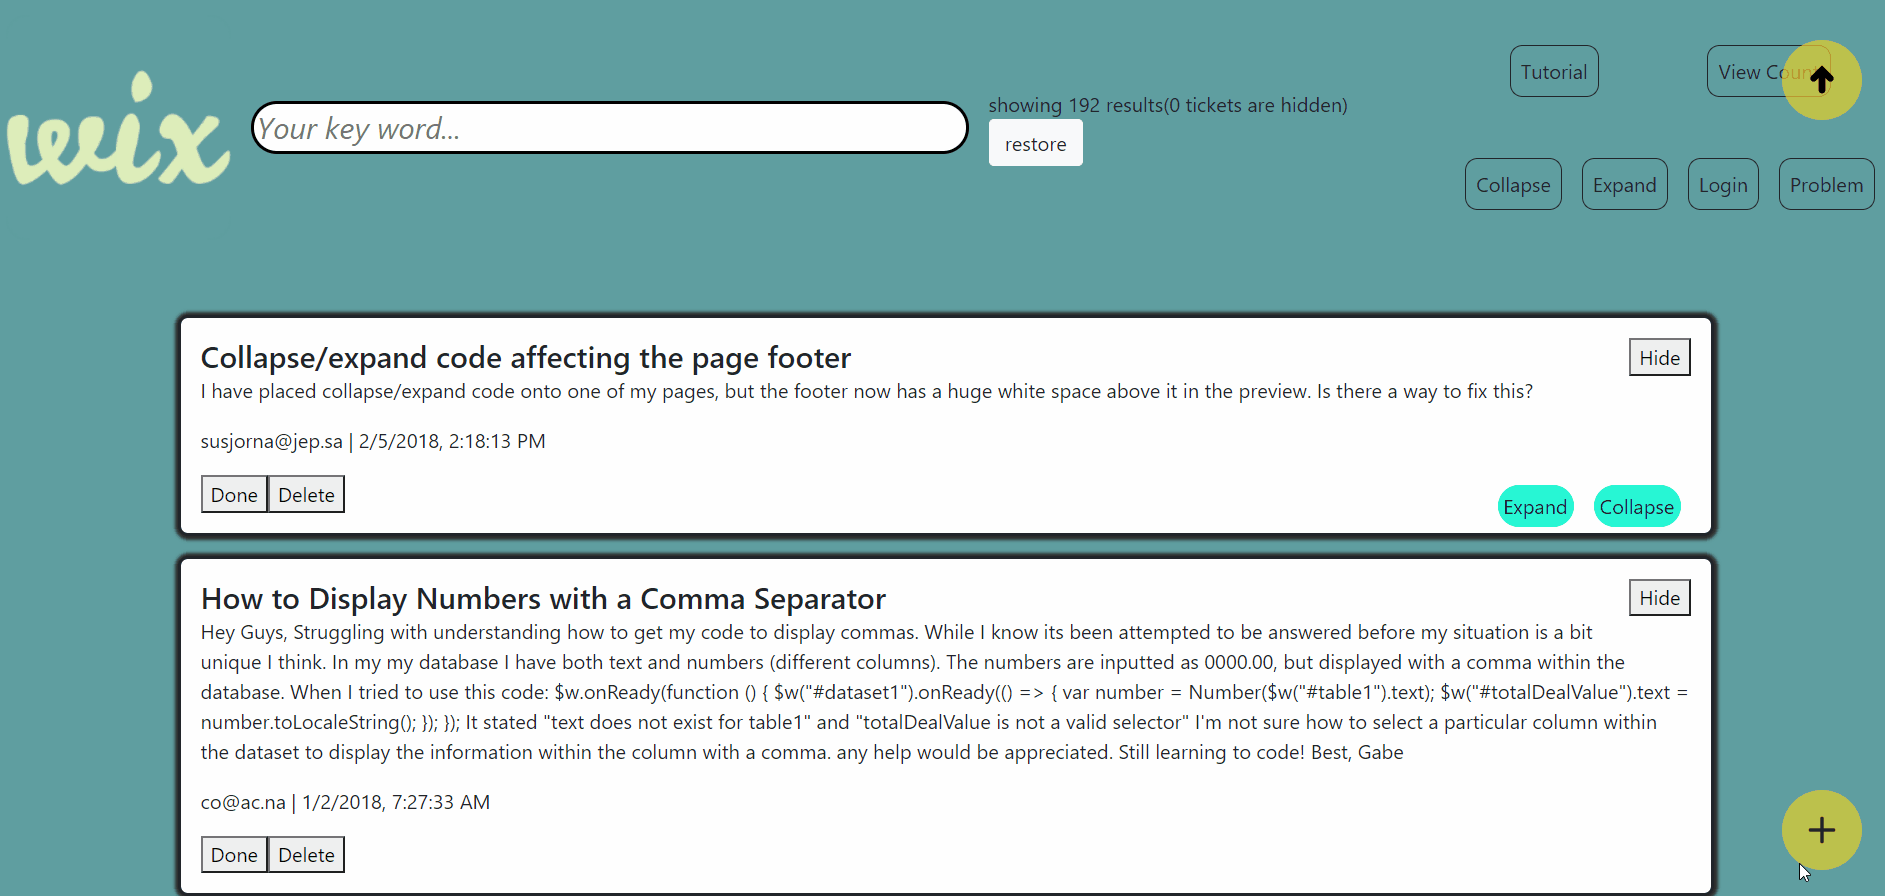 wix
Your key word...
showing 192 results(0 tickets are hidden)
restore
Tutorial
View Count
Collapse
Expand
Login
Problem
Collapse/expand code affecting the page footer
Hide
I have placed collapse/expand code onto one of my pages, but the footer now has a huge white space above it in the preview. Is there a way to fix this?
susjorna@jep.sa | 2/5/2018, 2:18:13 PM
Done Delete
Expand Collapse
How to Display Numbers with a Comma Separator
Hide
Hey Guys, Struggling with understanding how to get my code to display commas. While I know its been attempted to be answered before my situation is a bit
unique I think. In my my database I have both text and numbers (different columns). The numbers are inputted as 0000.00, but displayed with a comma within the
database. When I tried to use this code: $w.onReady(function () { $w("#dataset1").onReady(() => { var number = Number($w("#table1").text); $w("#totalDealValue").text =
number.toLocaleString(); }); }); It stated "text does not exist for table1" and "totalDealValue is not a valid selector" I'm not sure how to select a particular column within
the dataset to display the information within the column with a comma. any help would be appreciated. Still learning to code! Best, Gabe
co@ac.na | 1/2/2018, 7:27:33 AM
Done Delete